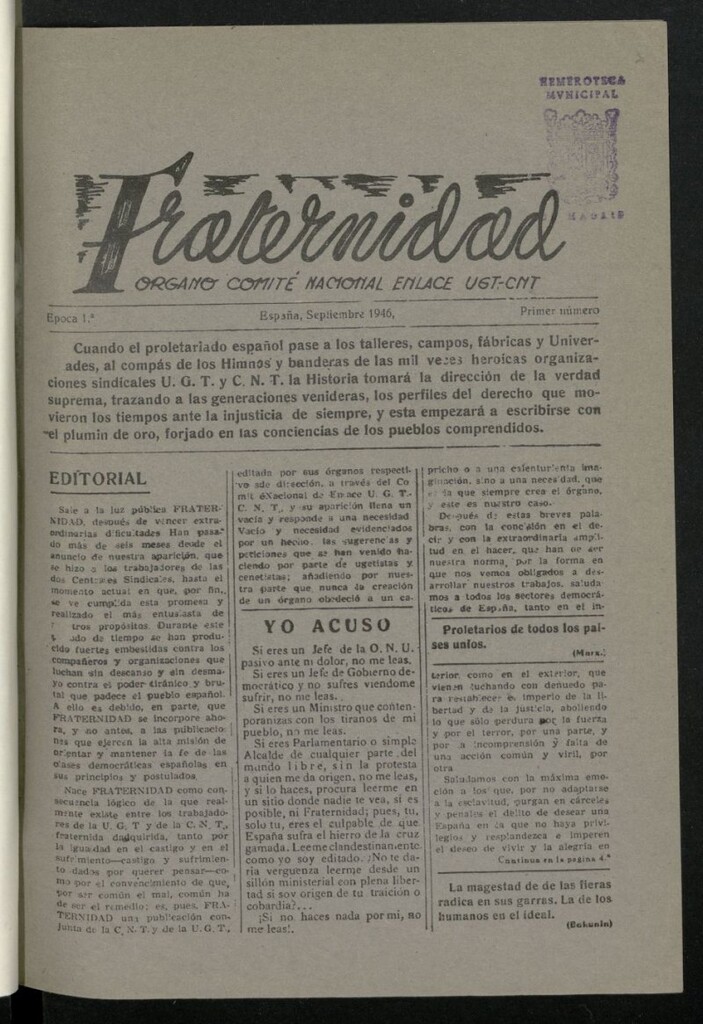 HEMEROTECA
MVNICIPAL
MADRID
Fraternidad
ORGANO COMITÉ NACIONAL ENLACE UGT-CNT
Epoca 1.ª
España, Septiembre 1946,
Primer número
Cuando el proletariado español pase a los talleres, campos, fábricas y Univer-
ades, al compás de los Himnos y banderas de las mil veces heroicas organiza-
ciones sindicales U. G. T. y C. N. T. la Historia tomará la dirección de la verdad
suprema, trazando a las generaciones venideras, los perfiles del derecho que mo-
vieron los tiempos ante la injusticia de siempre, y esta empezará a escribirse con
el plumin de oro, forjado en las conciencias de los pueblos comprendidos.
EDITORIAL
Sale a la luz pública FRATER-
NIDAD, después de vencer extra-
ordinarias dificultades Han pasa-
do más de seis meses desde el
anuncio de nuestra aparición, que
se hizo a los trabajadores de las
dos Centrales Sindicales, hasta el
momento actual en que, por fin,
se ve cumplida esta promesa y
realizado el más entusiasta de
tros propósitos. Durante este
do de tiempo se han produ-
cido fuertes embestidas contra los
compañeros y organizaciones que
luchan sin descanso y sin desma-
yo contra el poder tiránico y bru-
tal que padece el pueblo español.
A ello es debido, en parte, que
FRATERNIDAD se incorpore aho-
ra, y no antes, a las publicacio-
nes que ejercen la alta misión de
orientar y mantener la fe de las
clases democráticas españolas en
sus principios y postulados.
Nace FRATERNIDAD como con-
secuencia lógico de la que real-
mente existe entre los trabajado-
res de la U. G. T y de la C. N. T.,
fraternida dadquirida, tanto por
la igualdad en el castigo y en el
sufrimiento—castigo y sufrimien-
to dados por querer pensar—co-
mo por el convencimiento de que,
por ser común el mal, común ha
de ser el remedio; es, pues, FRA-
TERNIDAD una publicación con-
junta de la C. N. T. y de la U. G. T.,
editada por sus órganos respecti-
vo sde dirección, a través del Co
mit éNacional de Enlace U. G. T.-
C. N. T., y su aparición llena un
vacío y responde a una necesidad
Vacío y necesidad evidenciados
por un hecho: las sugerencias y
peticiones que se han venido ha-
ciendo por parte de ugetistas y
cenetistas; añadiendo por nues-
tra parte que nunca la creación
de un órgano obedeció a un ca-
YO ACUSO
Si eres un Jefe de la O. N. U.
pasivo ante mi dolor, no me leas.
Si eres un Jefe de Gobierno de-
mocrático y no sufres viendome
sufrir, no me leas.
Si eres un Ministro que contem-
poranizas con los tiranos de mi
pueblo, no me leas.
Si eres Parlamentario o simple
Alcalde de cualquier parte del
mundo libre, sin la protesta
a quien me da origen, no me leas,
y si lo haces, procura leerme en
un sitio donde nadie te vea, si es
posible, ni Fraternidad; pues, tu,
solo tu, eres el culpable de que
España sufra el hierro de la cruz
gamada. Leeme clandestinamente
como yo soy editado. ¿No te da-
ría verguenza leerme desde un
sillón ministerial con plena liber-
tad si soy origen de tu traición o
cobardia?...
¡Si no haces nada por mi, no
me leas!.
pricho o a una calenturienta ima-
ginación, sino a una necesidad, que
es la que siempre crea el órgano,
y este es nuestro caso.
Después de estas breves pala-
bras, con la concisión en el de-
cir y con la extraordinaria ampli-
tud en el hacer, que han de ser
nuestra norma, por la forma en
que nos vemos obligados a des-
arrollar nuestros trabajos, saluda-
mos a todos los sectores democrá-
ticos de España, tanto en el in-
Proletarios de todos los paí-
ses uníos.
(Marx.)
terior, como en el exterior, que
vienen luchando con denuedo pa-
ra restablecer el imperio de la li-
bertad y de la justicia, aboliendo
lo que sólo perdura por la fuerza
y por el terror, por una parte, y
por la incomprensión y falta de
una acción común y viril, por
otra
Saludamos con la máxima emo-
ción a los que, por no adaptarse
a la esclavitud, purgan en cárceles
y penales el delito de desear una
España en la que no haya privi-
legios y resplandezca e imperen
el deseo de vivir y la alegría en
Continua en la página 4.ª
La magestad de de las fieras
radica en sus garras. La de los
humanos en el ideal.
(Bakunin)